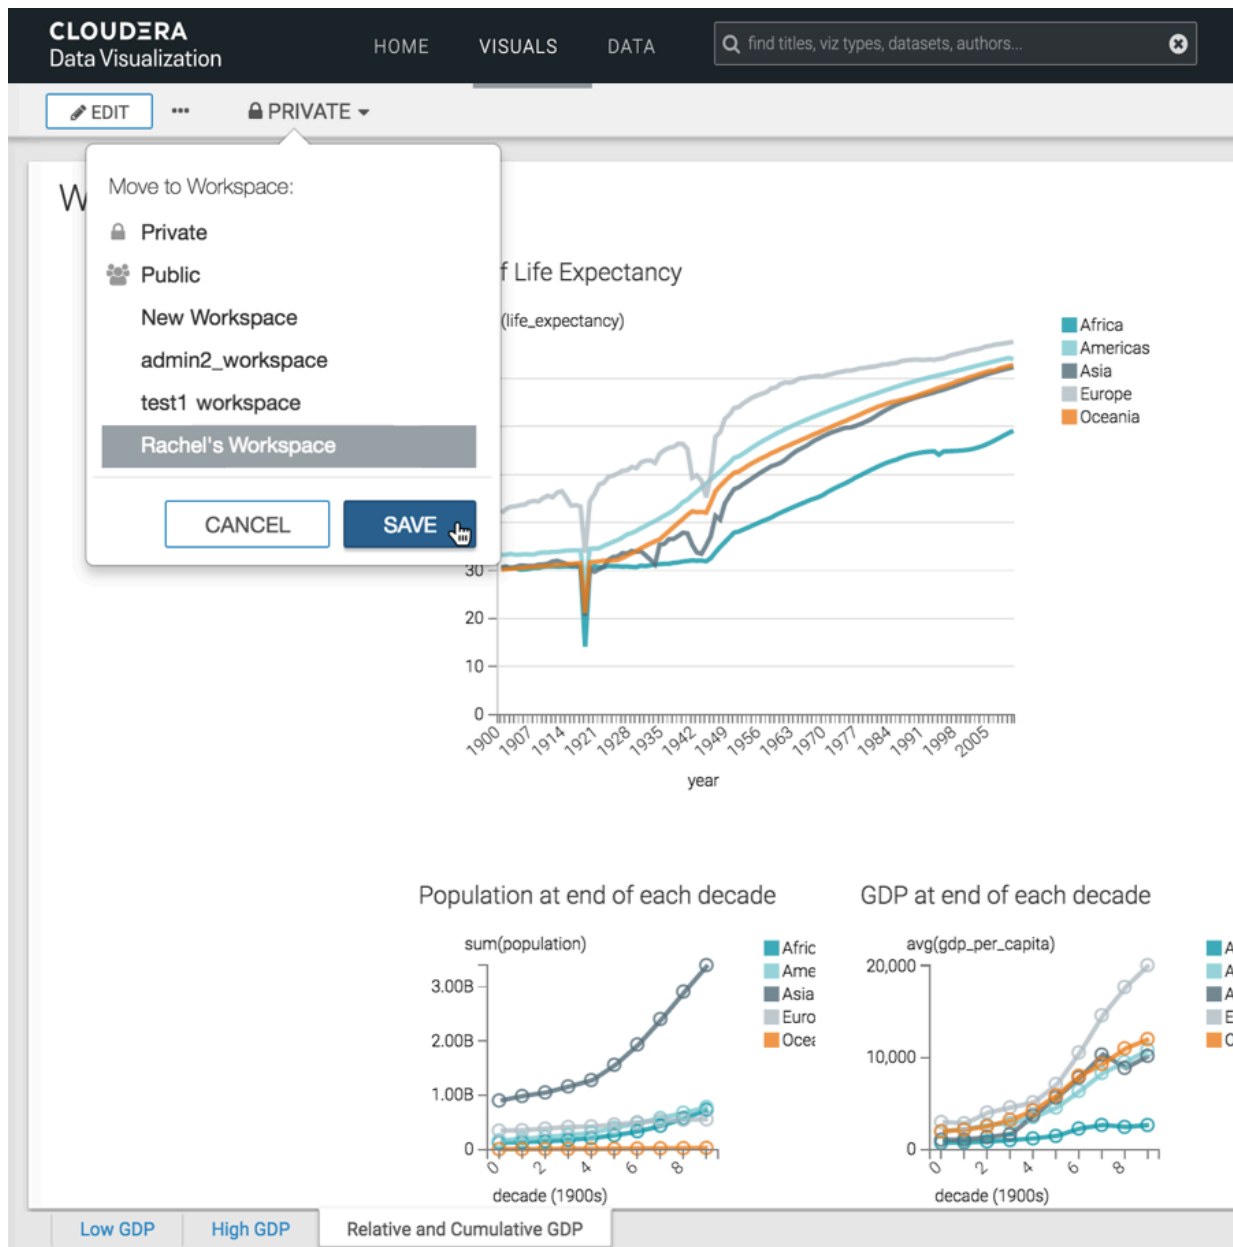 CLOUDERA
Data Visualization
HOME
VISUALS
DATA
find titles, viz types, datasets, authors...
EDIT
PRIVATE
W
Move to Workspace:
Private
Public
New Workspace
admin2_workspace
test1 workspace
Rachel's Workspace
CANCEL
SAVE
f Life Expectancy
(life_expectancy)
Africa
Americas
Asia
Europe
Oceania
30
20
10
0
1900 1907 1914 1921 1928 1935 1942 1949 1956 1963 1970 1977 1984 1991 1998 2005
year
Population at end of each decade
sum(population)
3.00B
2.00B
1.00B
0
0 2 4 6 8
decade (1900s)
Afric
Ame
Asia
Euro
Ocea
GDP at end of each decade
avg(gdp_per_capita)
20,000
10,000
0
0 2 4 6 8
decade (1900s)
A
A
A
E
O
Low GDP
High GDP
Relative and Cumulative GDP